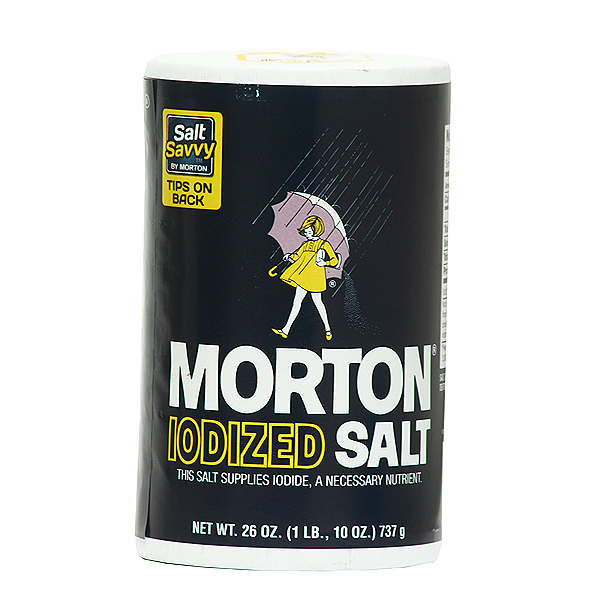 Salt
Savvy™
BY MORTON
TIPS ON
BACK
®
MORTON®
IODIZED SALT
THIS SALT SUPPLIES IODIDE, A NECESSARY NUTRIENT.
NET WT. 26 OZ. (1 LB., 10 OZ.) 737 g